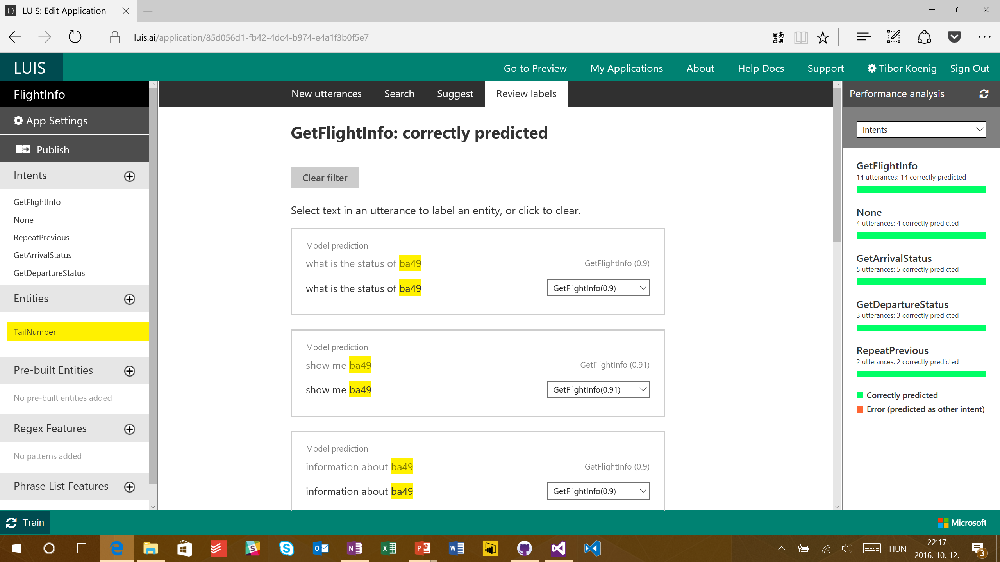 LUIS: Edit Application
luis.ai/application/85d056d1-fb42-4dc4-b974-e4a1f3b0f5e7
LUIS
Go to Preview
My Applications
About
Help Docs
Support
Tibor Koenig
Sign Out
FlightInfo
App Settings
Publish
Intents
GetFlightInfo
None
RepeatPrevious
GetArrivalStatus
GetDepartureStatus
Entities
TailNumber
Pre-built Entities
No pre-built entities added
Regex Features
No patterns added
Phrase List Features
Train
New utterances
Search
Suggest
Review labels
GetFlightInfo: correctly predicted
Clear filter
Select text in an utterance to label an entity, or click to clear.
Model prediction
what is the status of ba49 GetFlightInfo (0.9)
what is the status of ba49 GetFlightInfo(0.9)
Model prediction
show me ba49 GetFlightInfo (0.91)
show me ba49 GetFlightInfo(0.91)
Model prediction
information about ba49 GetFlightInfo (0.9)
information about ba49 GetFlightInfo(0.9)
Performance analysis
Intents
GetFlightInfo
14 utterances: 14 correctly predicted
None
4 utterances: 4 correctly predicted
GetArrivalStatus
5 utterances: 5 correctly predicted
GetDepartureStatus
3 utterances: 3 correctly predicted
RepeatPrevious
2 utterances: 2 correctly predicted
Correctly predicted
Error (predicted as other intent)
Microsoft
HUN
22:17
2016. 10. 12.
3